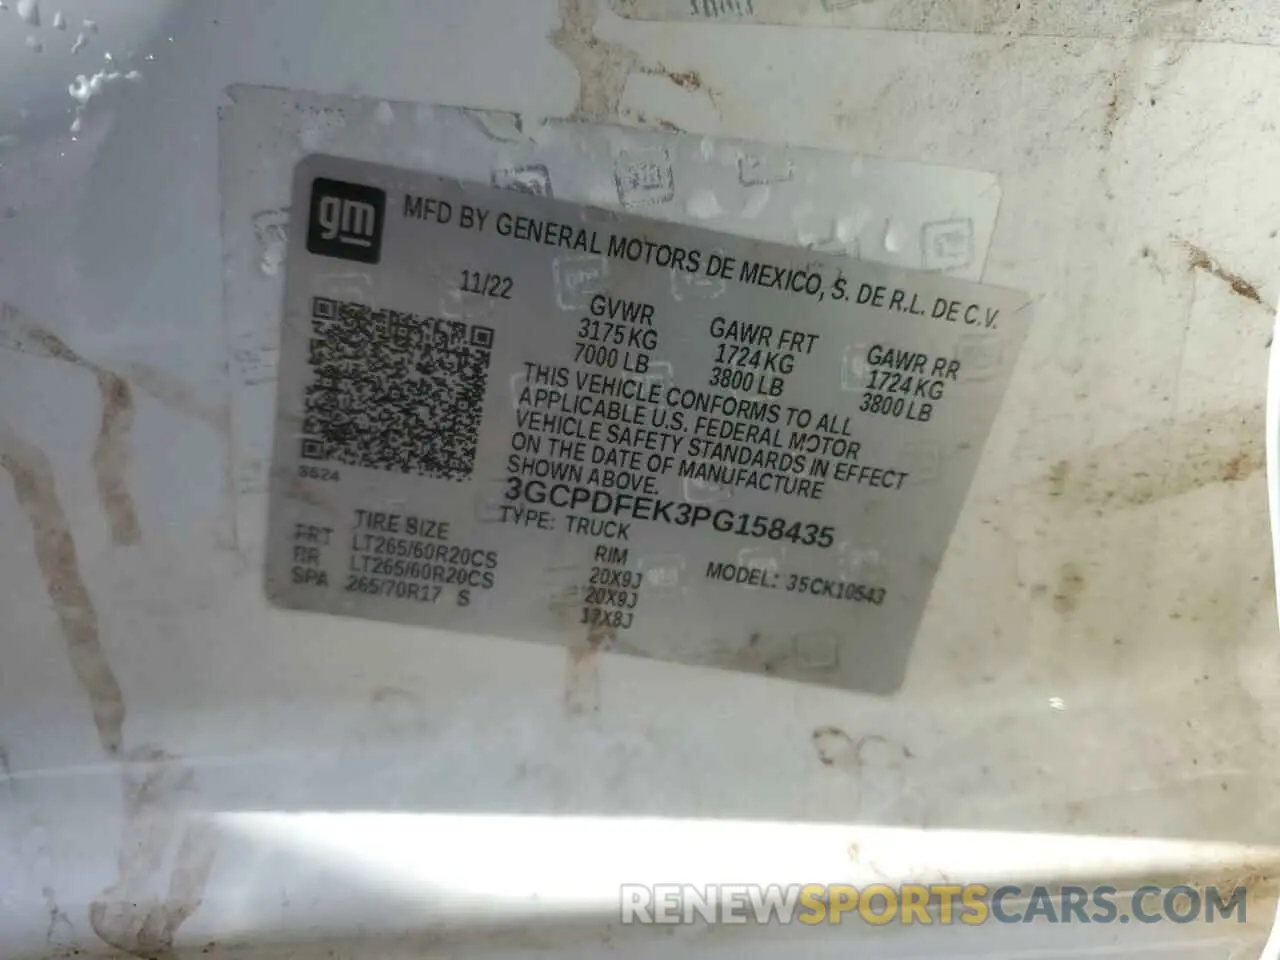 gm
MFD BY GENERAL MOTORS DE MEXICO, S. DE R.L. DE C.V.
11/22
GVWR GAWR FRT GAWR RR
3175 KG 1724 KG 1724 KG
7000 LB 3800 LB 3800 LB
THIS VEHICLE CONFORMS TO ALL
APPLICABLE U.S. FEDERAL MOTOR
VEHICLE SAFETY STANDARDS IN EFFECT
ON THE DATE OF MANUFACTURE
SHOWN ABOVE.
3GCPDFEK3PG158435
TYPE: TRUCK
9624
TIRE SIZE RIM MODEL: 35CK10543
FRT LT265/60R20CS 20X9J
RR LT265/60R20CS 20X9J
SPA 265/70R17 S 17X8J
RENEWSPORTSCARS.COM